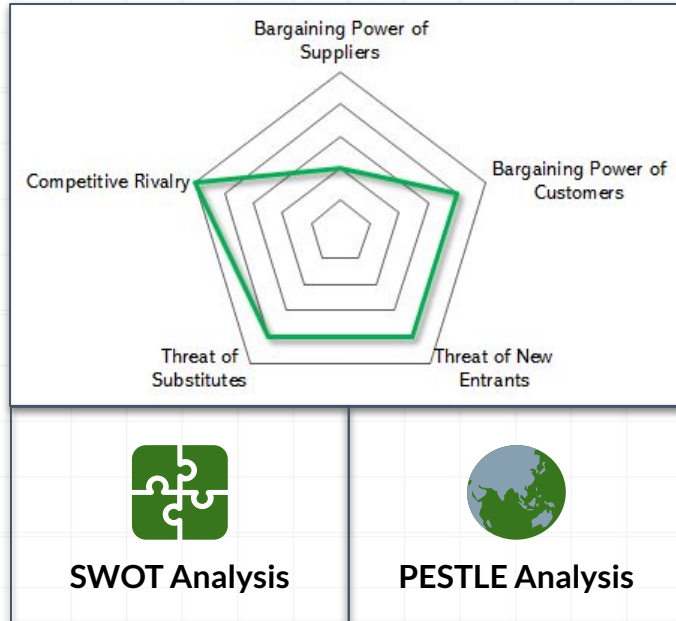 Bargaining Power of
Suppliers
Competitive Rivalry
Bargaining Power of
Customers
Threat of
Substitutes
Threat of New
Entrants
SWOT Analysis
PESTLE Analysis